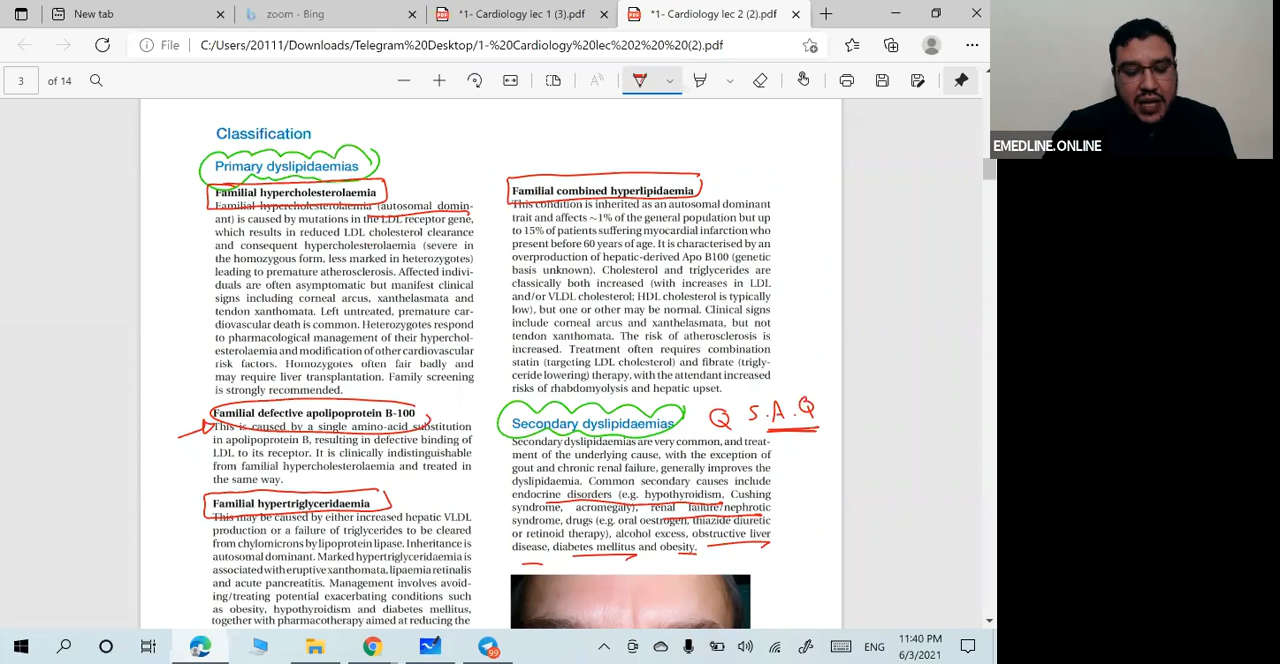 New tab
zoom - Bing
*1- Cardiology lec 1 (3).pdf
*1- Cardiology lec 2 (2).pdf
File
C:/Users/20111/Downloads/Telegram%20Desktop/1-%20Cardiology%20lec%202%20%20(2).pdf
3 of 14
EMEDLINE.ONLINE
Classification
Primary dyslipidaemias
Familial hypercholesterolaemia
Familial hypercholesterolaemia (autosomal domin-
ant) is caused by mutations in the LDL receptor gene,
which results in reduced LDL cholesterol clearance
and consequent hypercholesterolaemia (severe in
the homozygous form, less marked in heterozygotes)
leading to premature atherosclerosis. Affected indivi-
duals are often asymptomatic but manifest clinical
signs including corneal arcus, xanthelasmata and
tendon xanthomata. Left untreated, premature car-
diovascular death is common. Heterozygotes respond
to pharmacological management of their hyperchol-
esterolaemia and modification of other cardiovascular
risk factors. Homozygotes often fair badly and
may require liver transplantation. Family screening
is strongly recommended.
Familial defective apolipoprotein B-100
This is caused by a single amino-acid substitution
in apolipoprotein B, resulting in defective binding of
LDL to its receptor. It is clinically indistinguishable
from familial hypercholesterolaemia and treated in
the same way.
Familial hypertriglyceridaemia
This may be caused by either increased hepatic VLDL
production or a failure of triglycerides to be cleared
from chylomicrons by lipoprotein lipase. Inheritance is
autosomal dominant. Marked hypertriglyceridaemia is
associated with eruptive xanthomata, lipaemia retinalis
and acute pancreatitis. Management involves avoid-
ing/treating potential exacerbating conditions such
as obesity, hypothyroidism and diabetes mellitus,
together with pharmacotherapy aimed at reducing the
Familial combined hyperlipidaemia
This condition is inherited as an autosomal dominant
trait and affects ~1% of the general population but up
to 15% of patients suffering myocardial infarction who
present before 60 years of age. It is characterised by an
overproduction of hepatic-derived Apo B100 (genetic
basis unknown). Cholesterol and triglycerides are
classically both increased (with increases in LDL
and/or VLDL cholesterol; HDL cholesterol is typically
low), but one or other may be normal. Clinical signs
include corneal arcus and xanthelasmata, but not
tendon xanthomata. The risk of atherosclerosis is
increased. Treatment often requires combination
statin (targeting LDL cholesterol) and fibrate (trigly-
ceride lowering) therapy, with the attendant increased
risks of rhabdomyolysis and hepatic upset.
Secondary dyslipidaemias
Q S.A.Q
Secondary dyslipidaemias are very common, and treat-
ment of the underlying cause, with the exception of
gout and chronic renal failure, generally improves the
dyslipidaemia. Common secondary causes include
endocrine disorders (e.g. hypothyroidism, Cushing
syndrome, acromegaly), renal failure/nephrotic
syndrome, drugs (e.g. oral oestrogen, thiazide diuretic
or retinoid therapy), alcohol excess, obstructive liver
disease, diabetes mellitus and obesity.
99
ENG
11:40 PM
6/3/2021